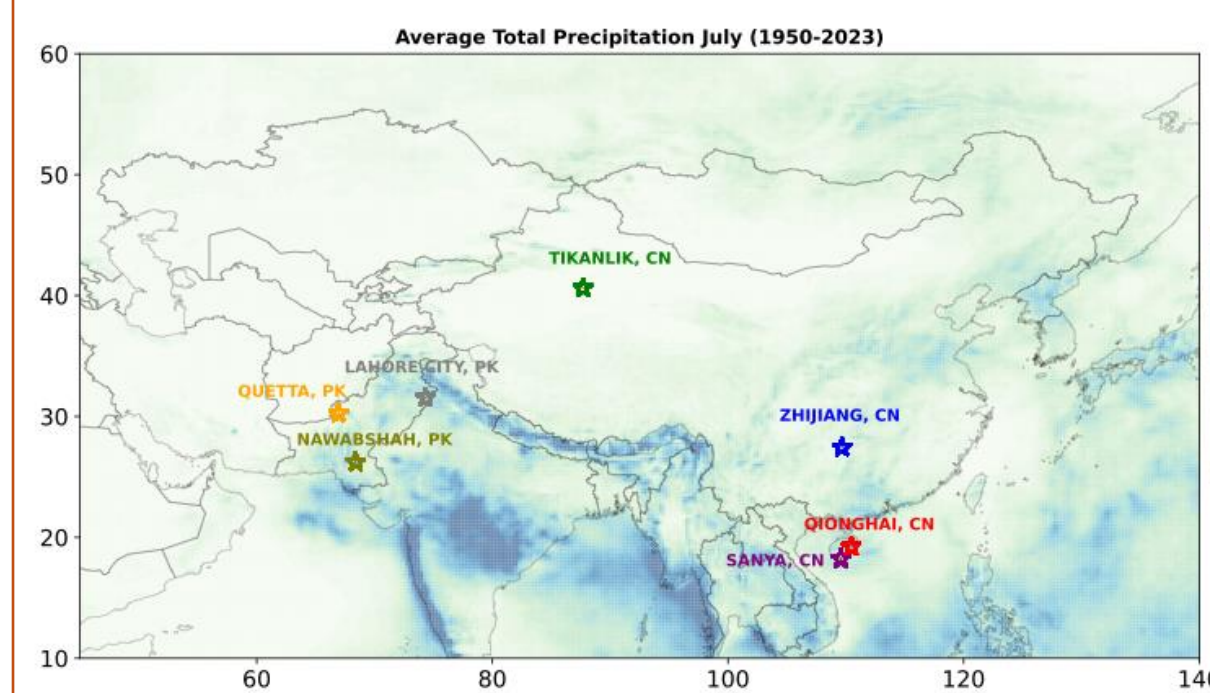 Average Total Precipitation July (1950-2023)
60
50
TIKANLIK, CN
40
LAHORE CITY, PK
QUETTA, PK
30
ZHIJIANG, CN
NAWABSHAH, PK
20
QIONGHAI, CN
SANYA, CN
10
60 80 100 120